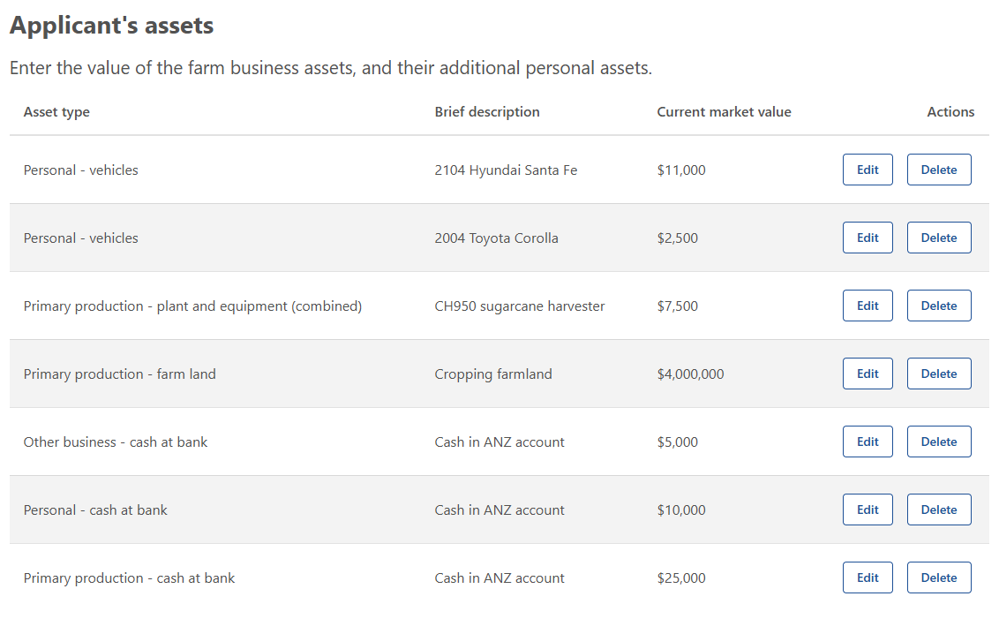 Applicant's assets
Enter the value of the farm business assets, and their additional personal assets.
Asset type Brief description Current market value Actions
Personal - vehicles 2104 Hyundai Santa Fe $11,000 Edit Delete
Personal - vehicles 2004 Toyota Corolla $2,500 Edit Delete
Primary production - plant and equipment (combined) CH950 sugarcane harvester $7,500 Edit Delete
Primary production - farm land Cropping farmland $4,000,000 Edit Delete
Other business - cash at bank Cash in ANZ account $5,000 Edit Delete
Personal - cash at bank Cash in ANZ account $10,000 Edit Delete
Primary production - cash at bank Cash in ANZ account $25,000 Edit Delete